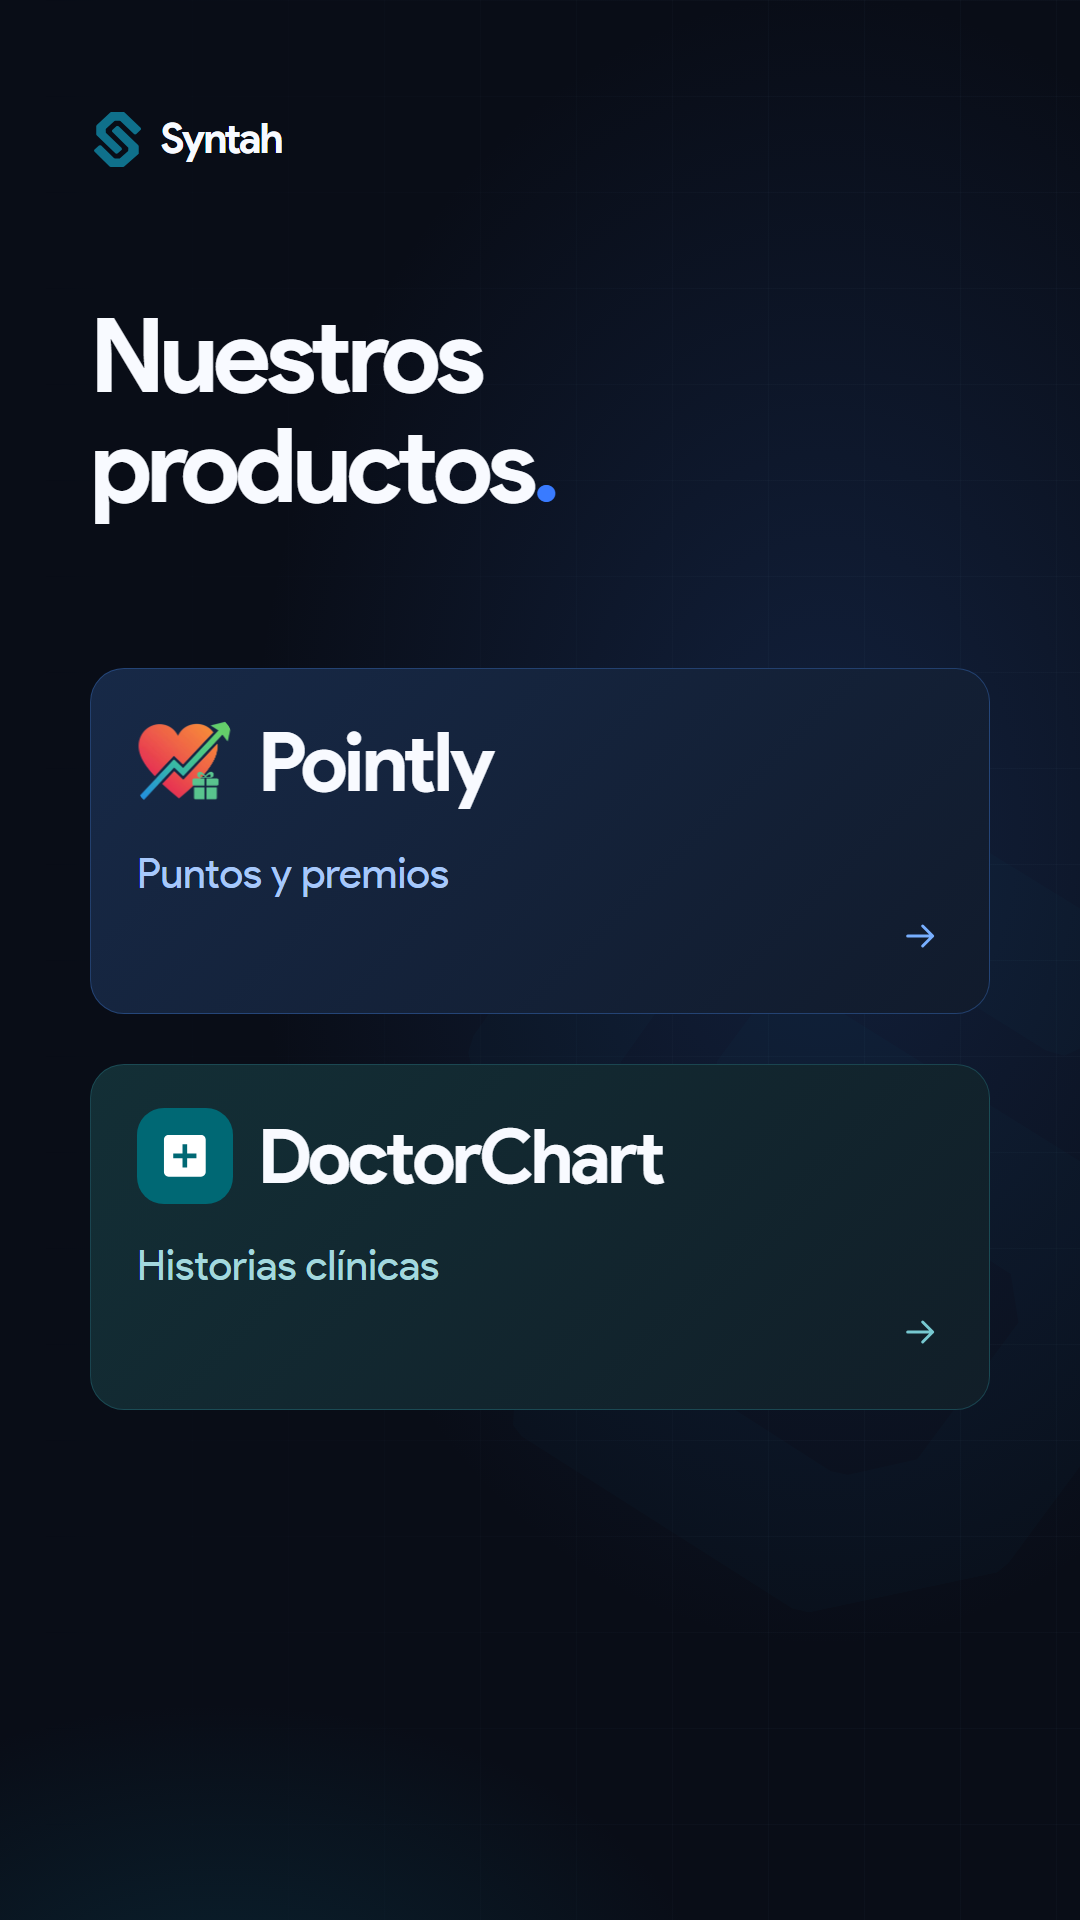 Syntah
Nuestros
productos.
Pointly
Puntos y premios
DoctorChart
Historias clínicas